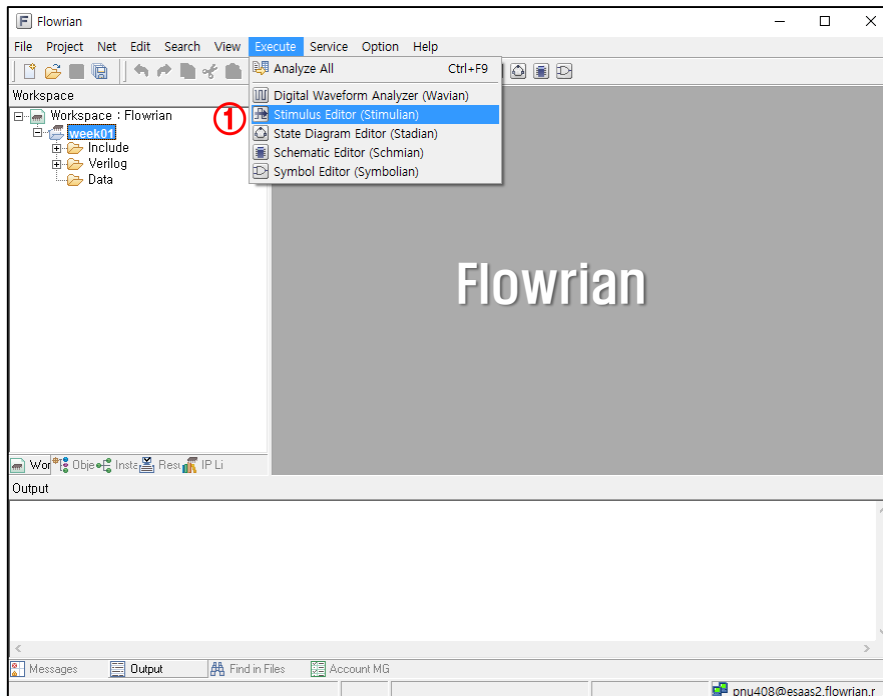 Flowrian
File Project Net Edit Search View Execute Service Option Help
Analyze All Ctrl+F9
Workspace
Digital Waveform Analyzer (Wavian)
Workspace : Flowrian
① Stimulus Editor (Stimulian)
week01
State Diagram Editor (Stadian)
Include
Schematic Editor (Schmian)
Verilog
Symbol Editor (Symbolian)
Data
Flowrian
Wor Obje Insta Resu IP Li
Output
Messages Output Find in Files Account MG
pnu408@esaas2.flowrian.r